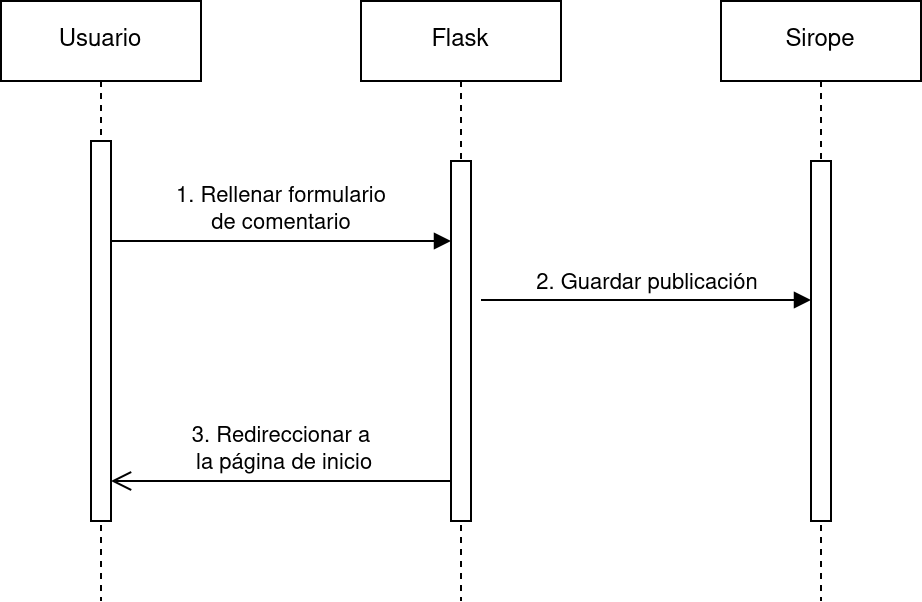 Usuario
Flask
Sirope
1. Rellenar formulario
de comentario
2. Guardar publicación
3. Redireccionar a
la página de inicio